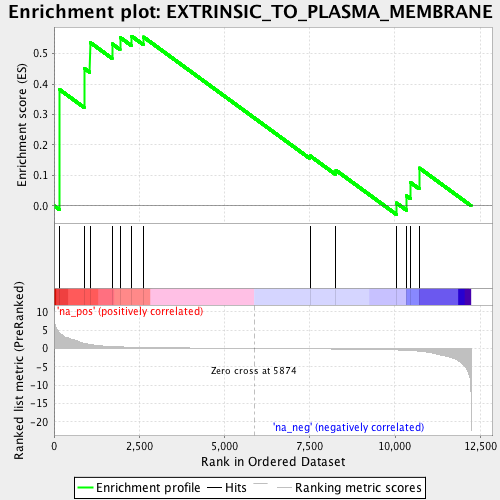 Enrichment plot: EXTRINSIC_TO_PLASMA_MEMBRANE
Enrichment score (ES)
0.5
0.4
0.3
0.2
0.1
0.0
'na_pos' (positively correlated)
Ranked list metric (PreRanked)
10
5
0
-5
-10
-15
-20
Zero cross at 5874
'na_neg' (negatively correlated)
0
2,500
5,000
7,500
10,000
12,500
Rank in Ordered Dataset
Enrichment profile
Hits
Ranking metric scores